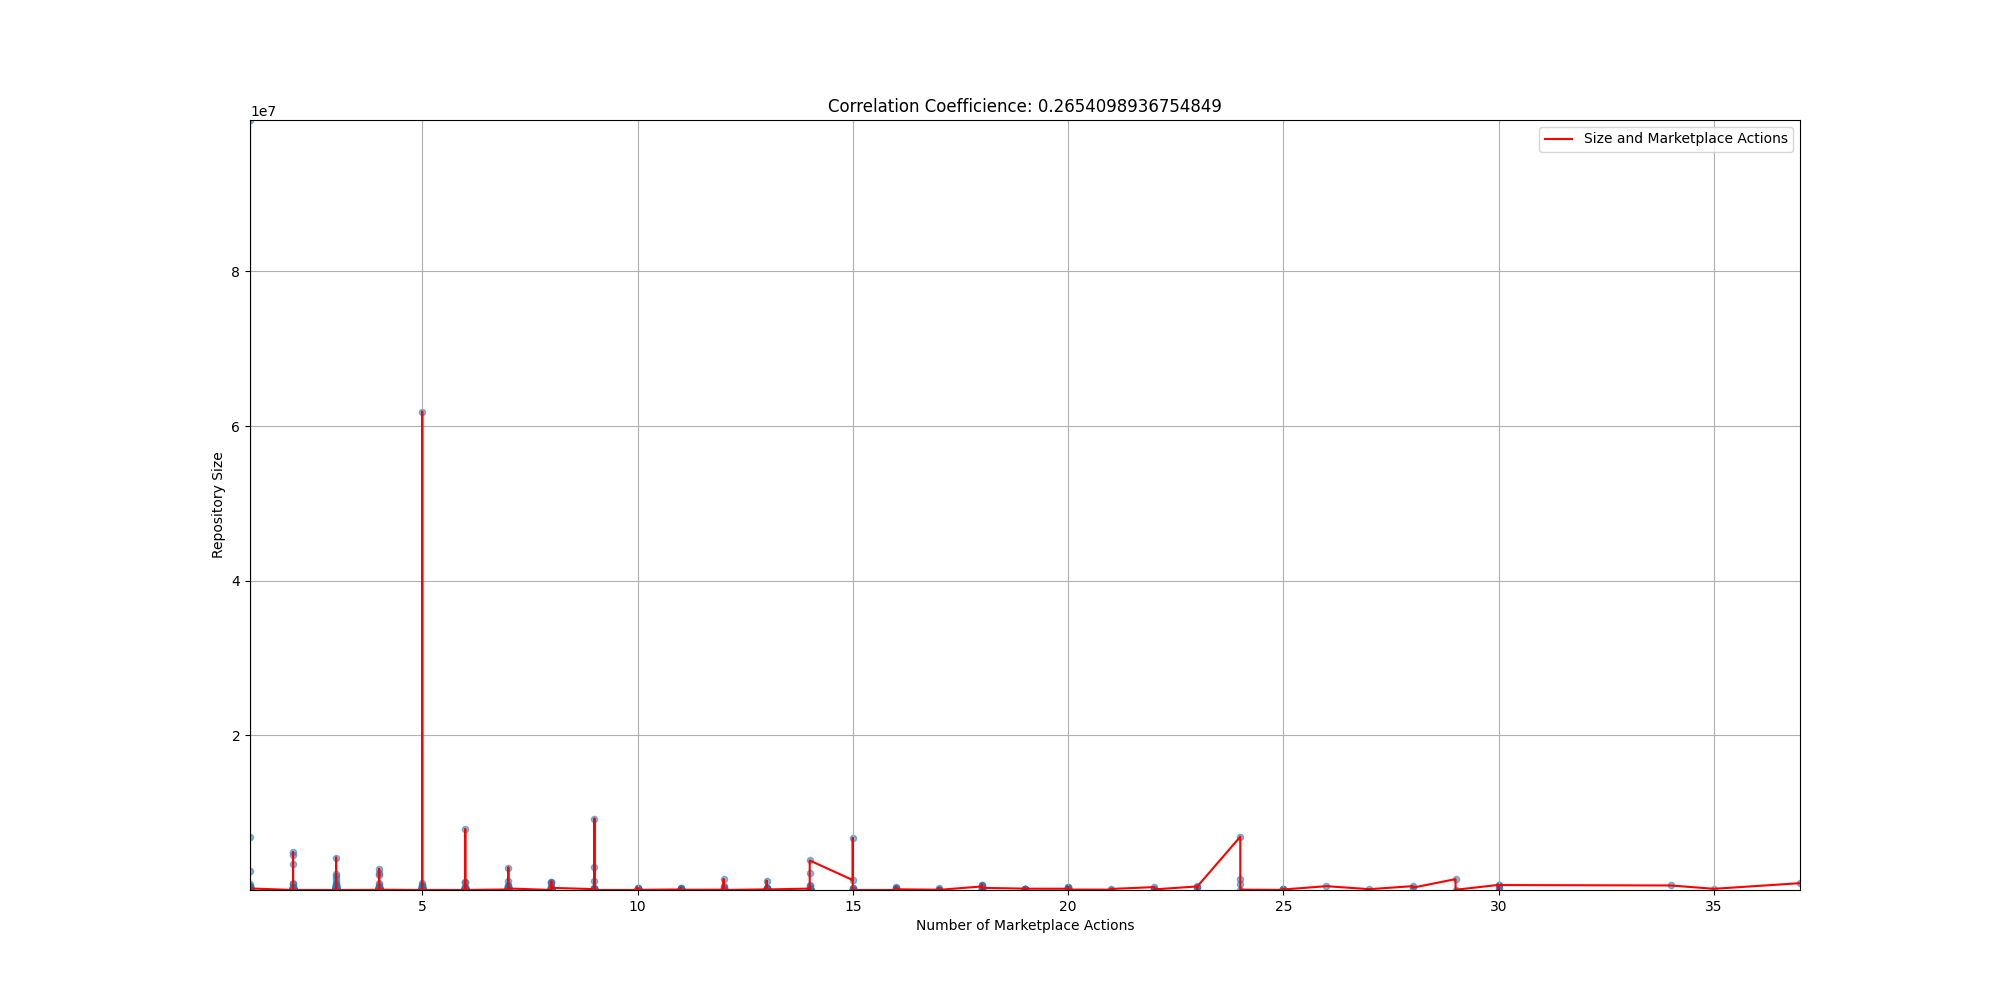 Correlation Coefficience: 0.2654098936754849
1e7
Size and Marketplace Actions
8
6
4
2
Repository Size
5 10 15 20 25 30 35
Number of Marketplace Actions